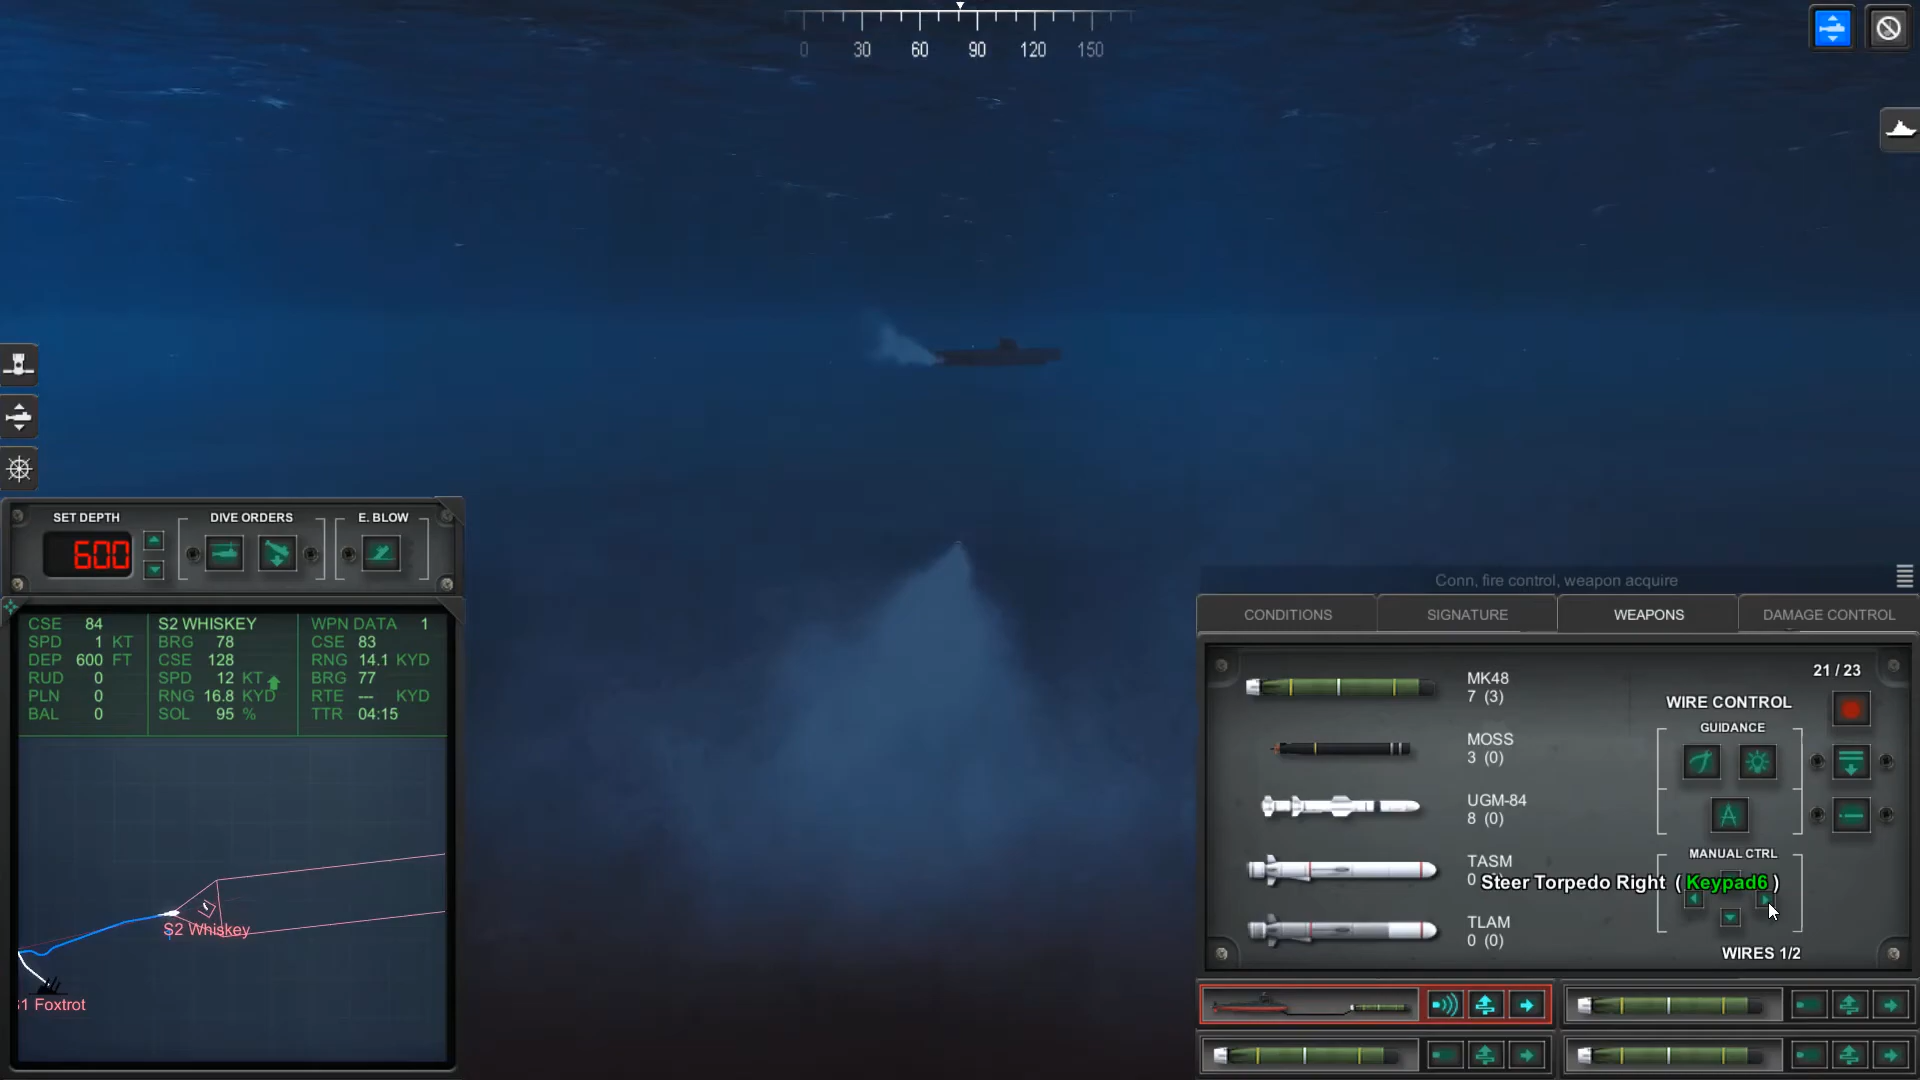 0 30 60 90 120 150
SET DEPTH
DIVE ORDERS
E. BLOW
600
CSE 84
SPD 1 KT
DEP 600 FT
RUD 0
PLN 0
BAL 0
S2 WHISKEY
BRG 78
CSE 128
SPD 12 KT
RNG 16.8 KYD
SOL 95 %
WPN DATA 1
CSE 83
RNG 14.1 KYD
BRG 77
RTE --- KYD
TTR 04:15
S2 Whiskey
1 Foxtrot
Conn, fire control, weapon acquire
CONDITIONS
SIGNATURE
WEAPONS
DAMAGE CONTROL
MK48
7 (3)
MOSS
3 (0)
UGM-84
8 (0)
TASM
0
TLAM
0 (0)
21 / 23
WIRE CONTROL
GUIDANCE
MANUAL CTRL
Steer Torpedo Right (Keypad6)
WIRES 1/2